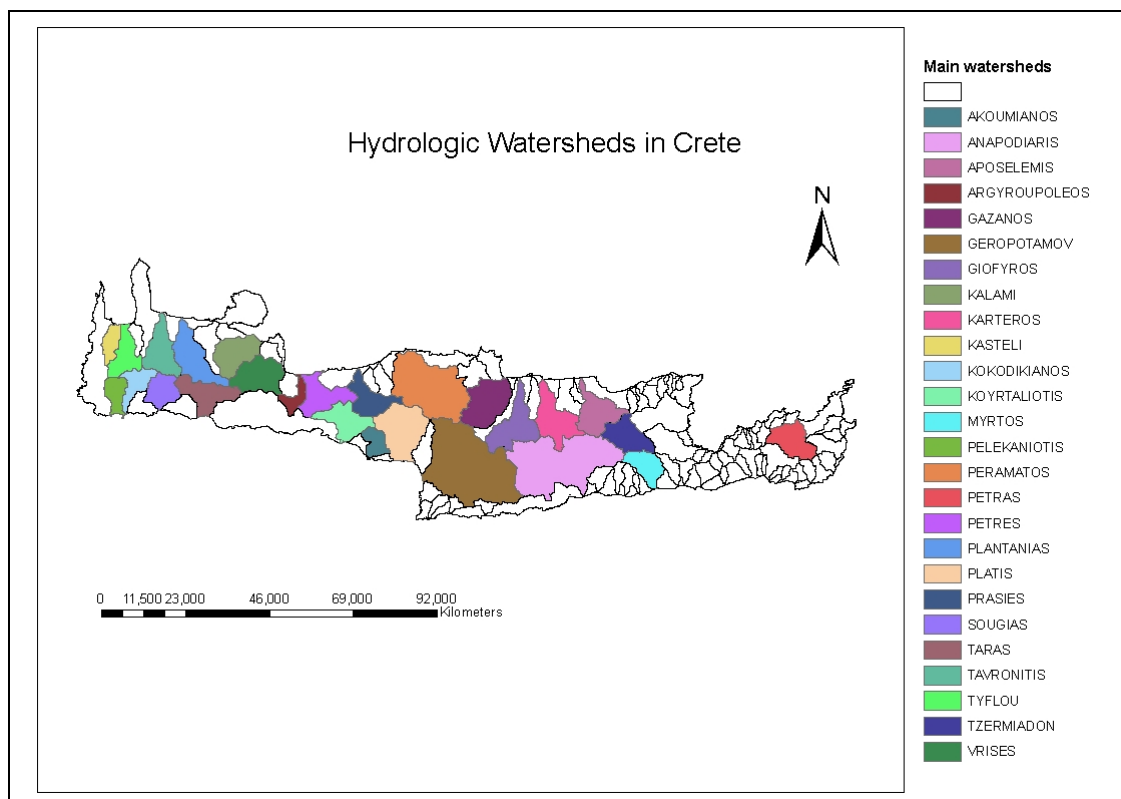 Hydrologic Watersheds in Crete
N
0 11,500 23,000 46,000 69,000 92,000
Kilometers
Main watersheds
AKOUMIANOS
ANAPODIARIS
APOSELEMIS
ARGYROUPOLEOS
GAZANOS
GEROPOTAMOV
GIOFYROS
KALAMI
KARTEROS
KASTELI
KOKODIKIANOS
KOYRTALIOTIS
MYRTOS
PELEKANIOTIS
PERAMATOS
PETRAS
PETRES
PLANTANIAS
PLATIS
PRASIES
SOUGIAS
TARAS
TAVRONITIS
TYFLOU
TZERMIADON
VRISES